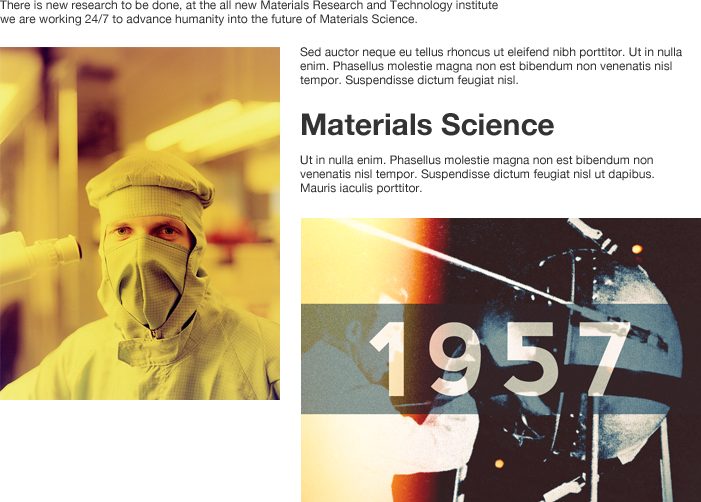 There is new research to be done, at the all new Materials Research and Technology institute
we are working 24/7 to advance humanity into the future of Materials Science.
Sed auctor neque eu tellus rhoncus ut eleifend nibh porttitor. Ut in nulla
enim. Phasellus molestie magna non est bibendum non venenatis nisl
tempor. Suspendisse dictum feugiat nisl.
Materials Science
Ut in nulla enim. Phasellus molestie magna non est bibendum non
venenatis nisl tempor. Suspendisse dictum feugiat nisl ut dapibus.
Mauris iaculis porttitor.
1957